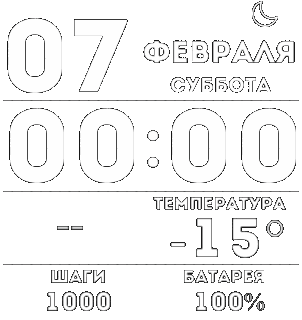 07 ФЕВРАЛЯ
СУББОТА
00:00
ТЕМПЕРАТУРА
-- -15°
ШАГИ БАТАРЕЯ
1000 100%